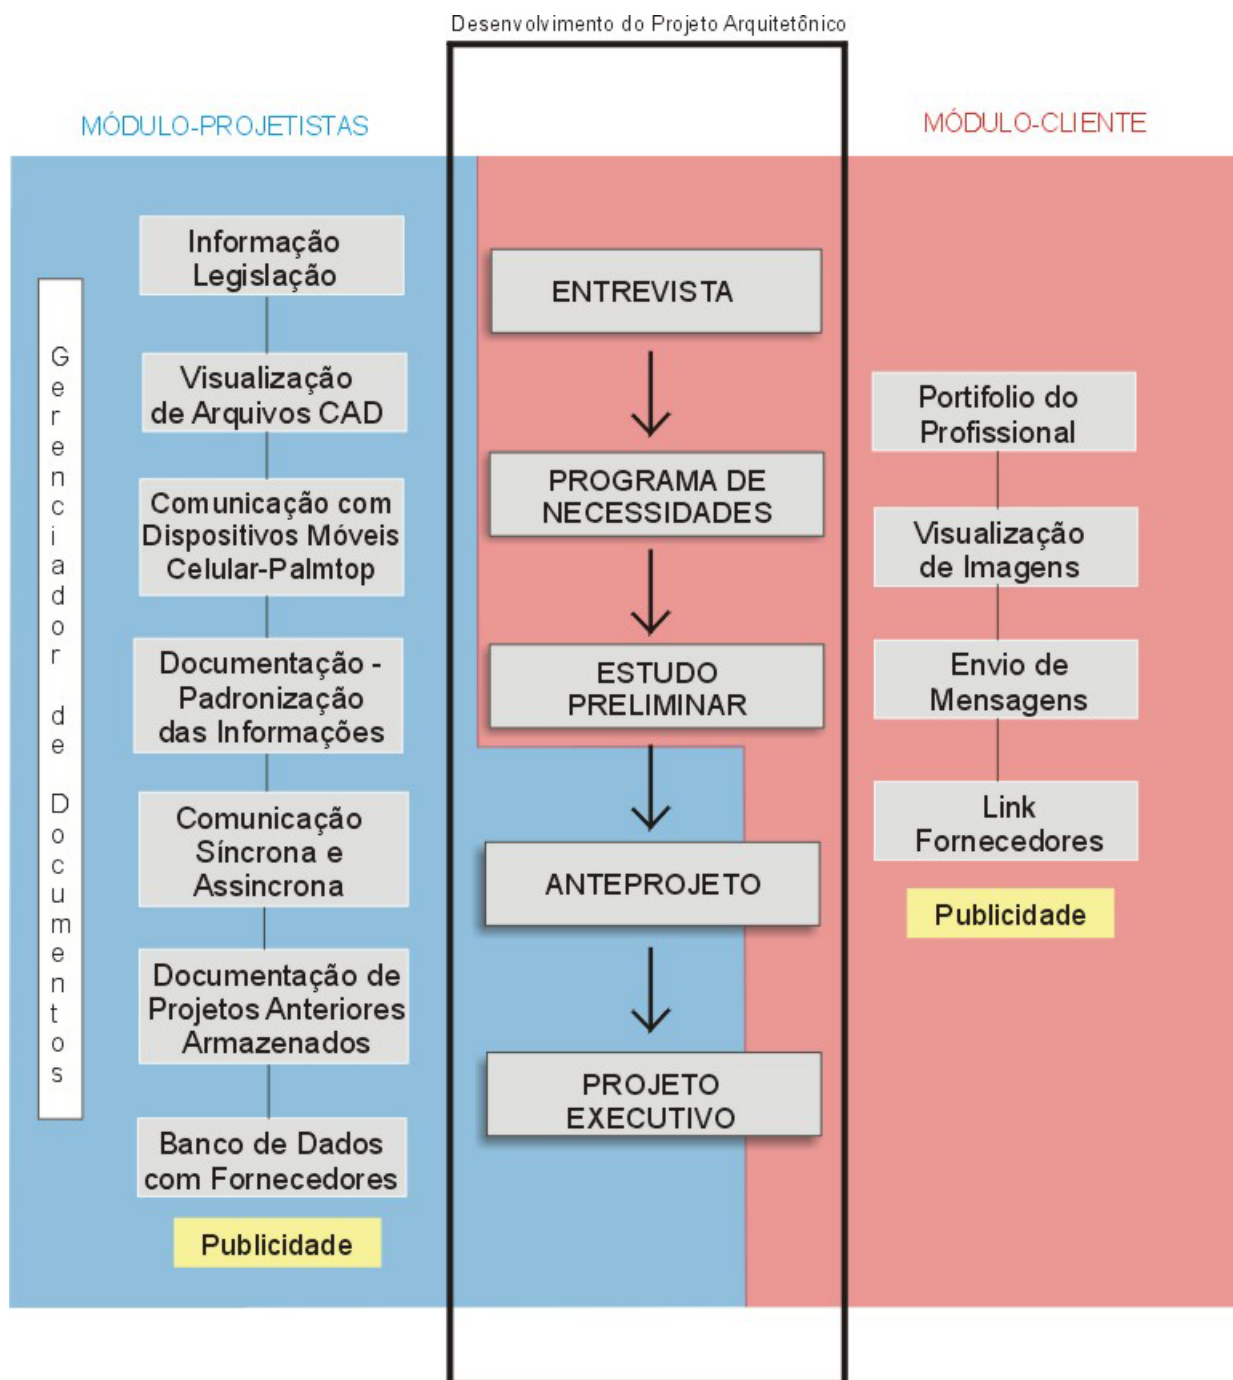 Desenvolvimento do Projeto Arquitetônico
MÓDULO-PROJETISTAS
MÓDULO-CLIENTE
Gerenciador de Documentos
Informação
Legislação
Visualização
de Arquivos CAD
Comunicação com
Dispositivos Móveis
Celular-Palmtop
Documentação -
Padronização
das Informações
Comunicação
Síncrona e
Assincrona
Documentação de
Projetos Anteriores
Armazenados
Banco de Dados
com Fornecedores
Publicidade
ENTREVISTA
PROGRAMA DE
NECESSIDADES
ESTUDO
PRELIMINAR
ANTEPROJETO
PROJETO
EXECUTIVO
Portifolio do
Profissional
Visualização
de Imagens
Envio de
Mensagens
Link
Fornecedores
Publicidade